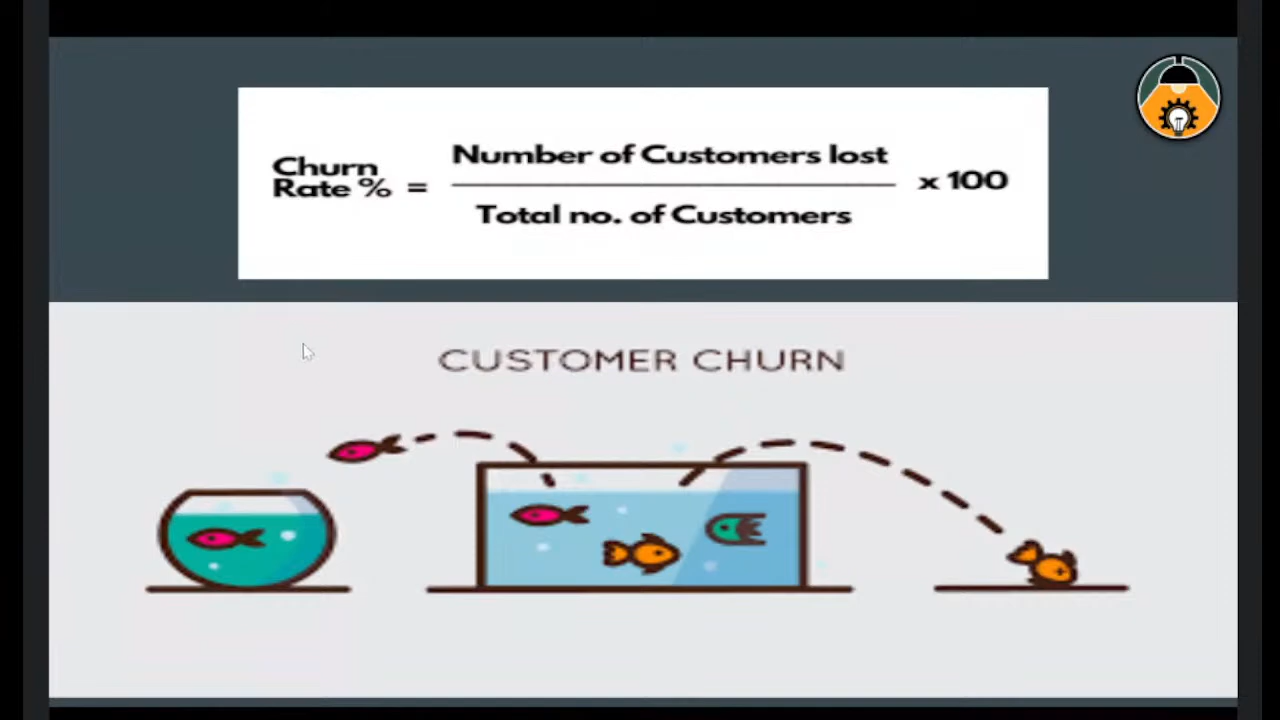 Churn
Rate % =
Number of Customers lost
Total no. of Customers
x 100
CUSTOMER CHURN